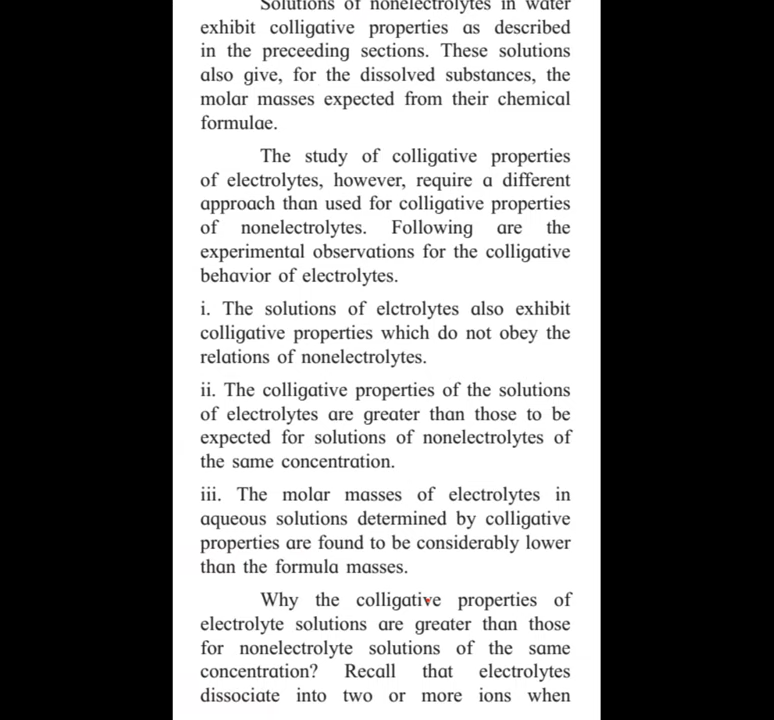 Solutions of nonelectrolytes in water
exhibit colligative properties as described
in the preceeding sections. These solutions
also give, for the dissolved substances, the
molar masses expected from their chemical
formulae.
The study of colligative properties
of electrolytes, however, require a different
approach than used for colligative properties
of nonelectrolytes. Following are the
experimental observations for the colligative
behavior of electrolytes.
i. The solutions of elctrolytes also exhibit
colligative properties which do not obey the
relations of nonelectrolytes.
ii. The colligative properties of the solutions
of electrolytes are greater than those to be
expected for solutions of nonelectrolytes of
the same concentration.
iii. The molar masses of electrolytes in
aqueous solutions determined by colligative
properties are found to be considerably lower
than the formula masses.
Why the colligative properties of
electrolyte solutions are greater than those
for nonelectrolyte solutions of the same
concentration? Recall that electrolytes
dissociate into two or more ions when